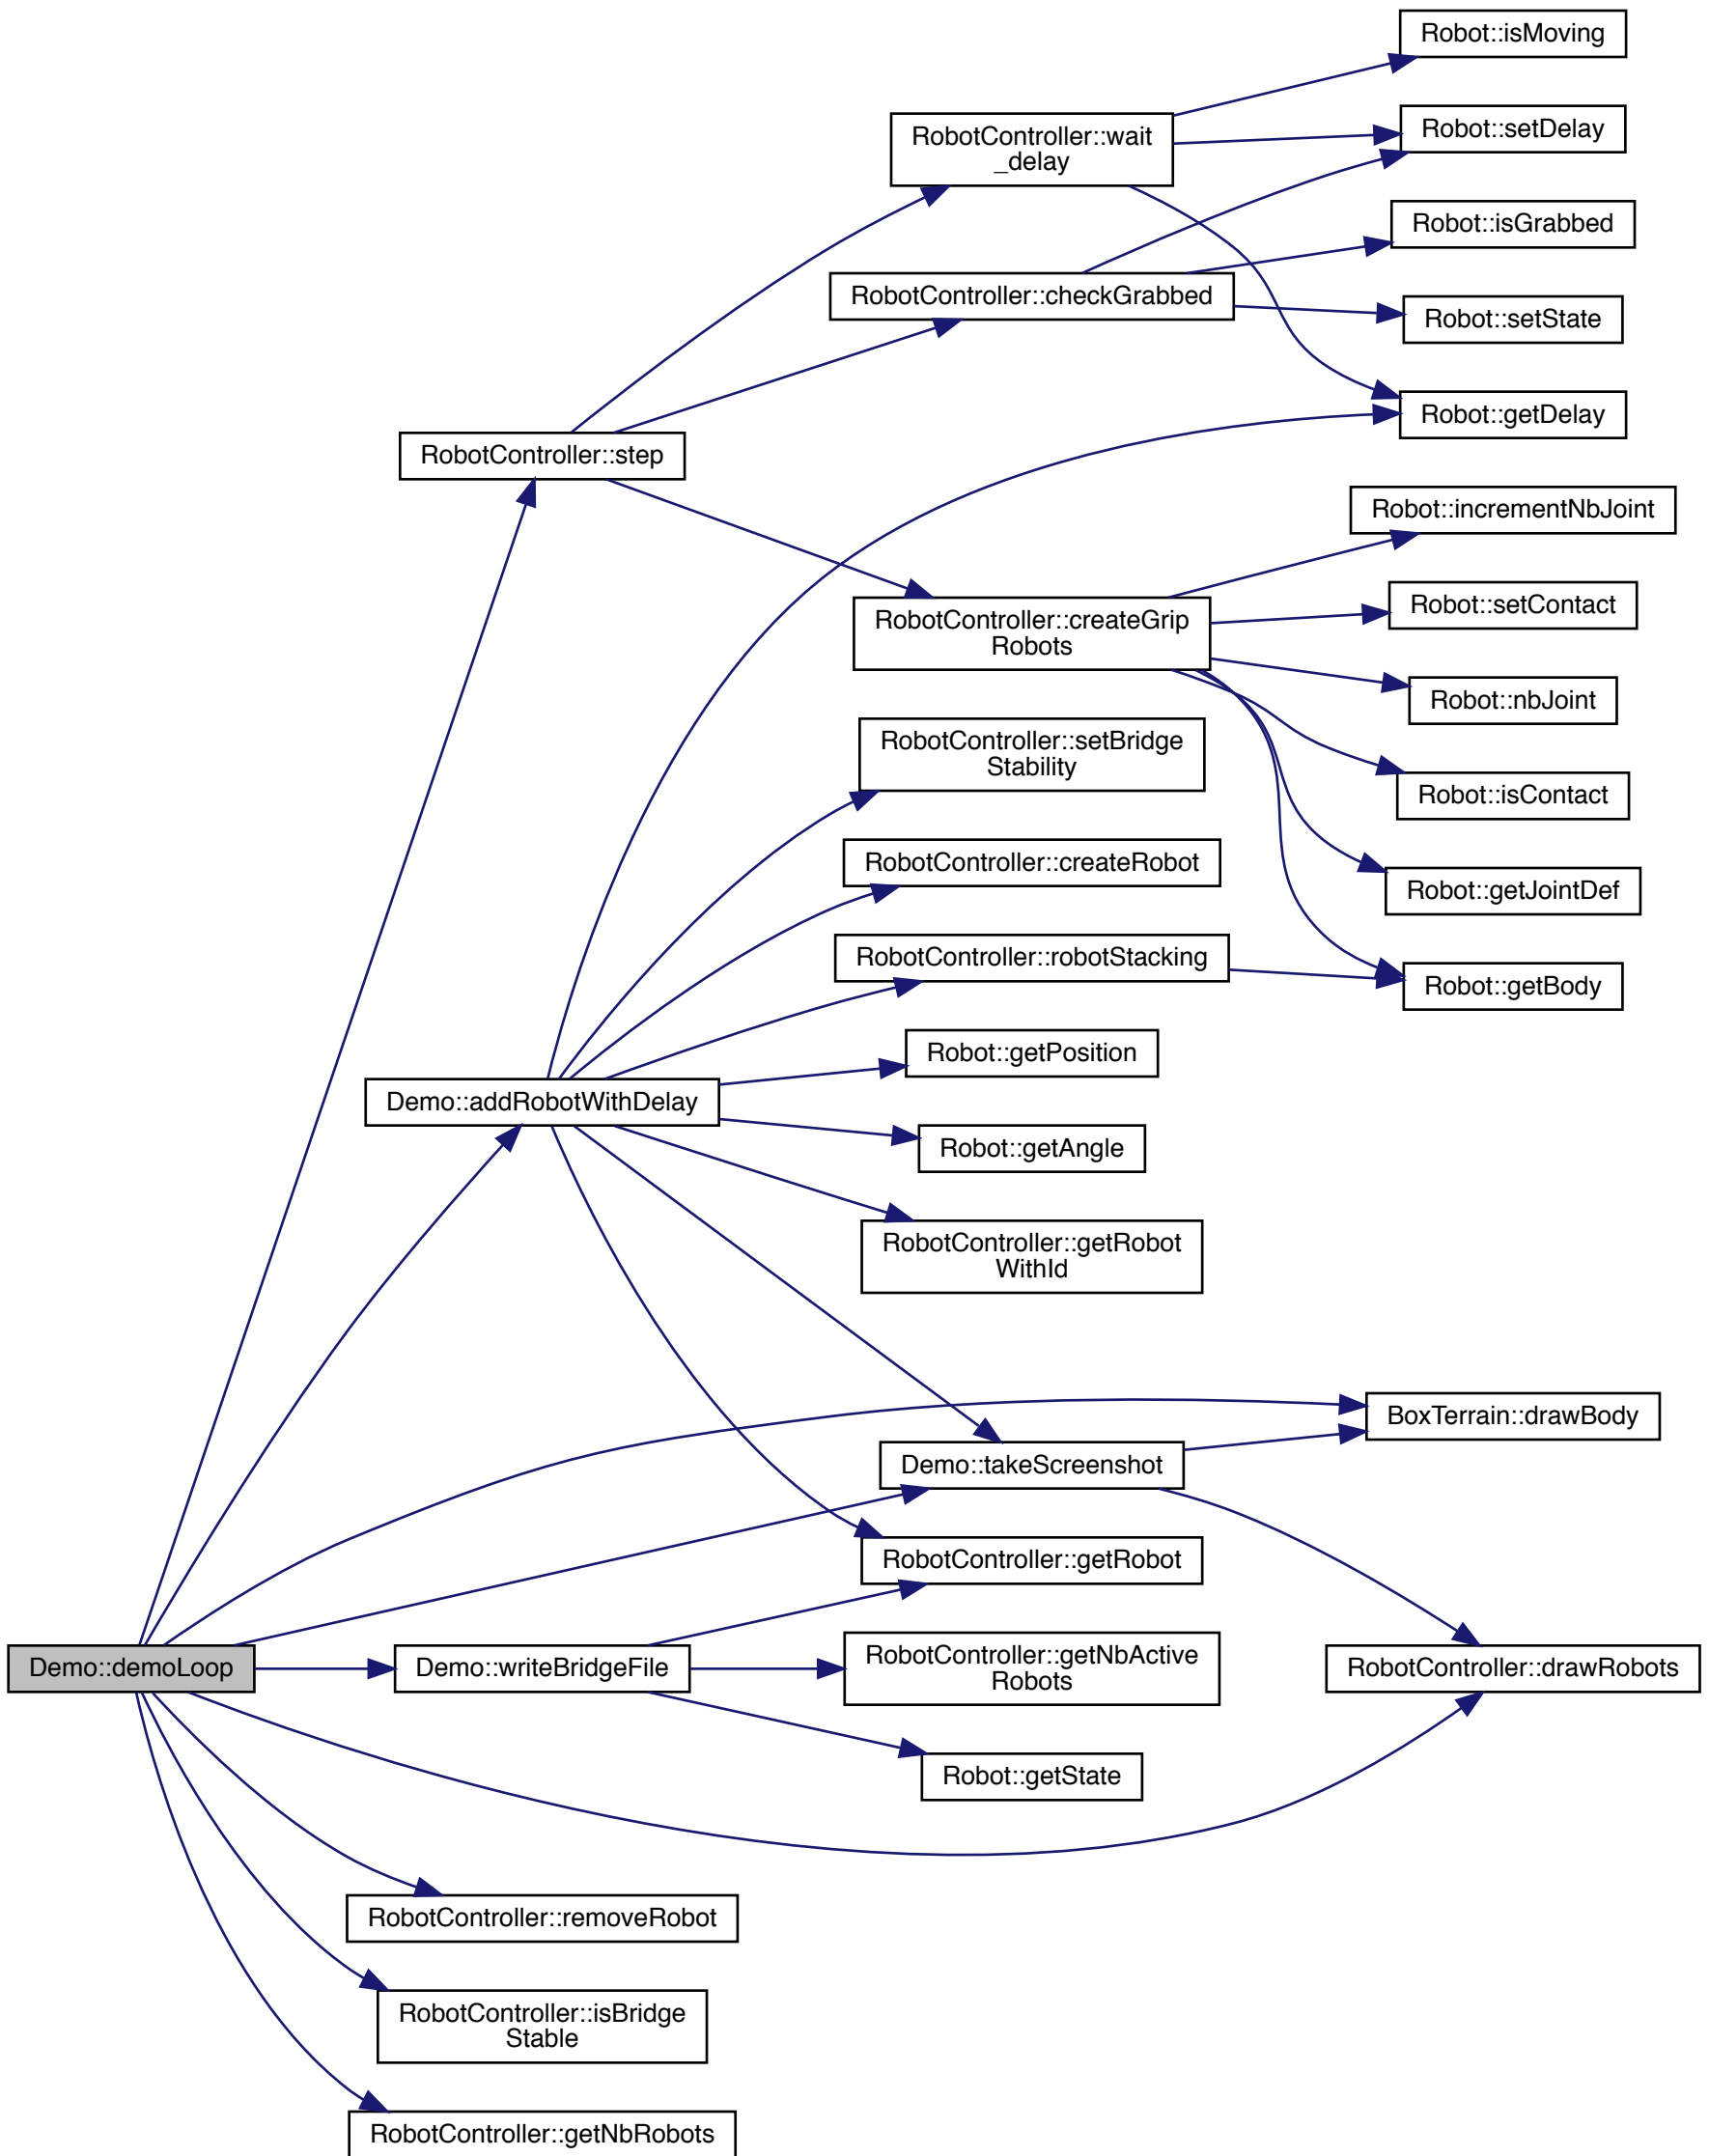 Robot::isMoving
RobotController::wait
_delay
Robot::setDelay
Robot::isGrabbed
RobotController::checkGrabbed
Robot::setState
Robot::getDelay
RobotController::step
Robot::incrementNbJoint
Robot::setContact
RobotController::createGrip
Robots
Robot::nbJoint
RobotController::setBridge
Stability
Robot::isContact
RobotController::createRobot
Robot::getJointDef
RobotController::robotStacking
Robot::getBody
Robot::getPosition
Demo::addRobotWithDelay
Robot::getAngle
RobotController::getRobot
WithId
BoxTerrain::drawBody
Demo::takeScreenshot
RobotController::getRobot
Demo::demoLoop
Demo::writeBridgeFile
RobotController::getNbActive
Robots
RobotController::drawRobots
Robot::getState
RobotController::removeRobot
RobotController::isBridge
Stable
RobotController::getNbRobots